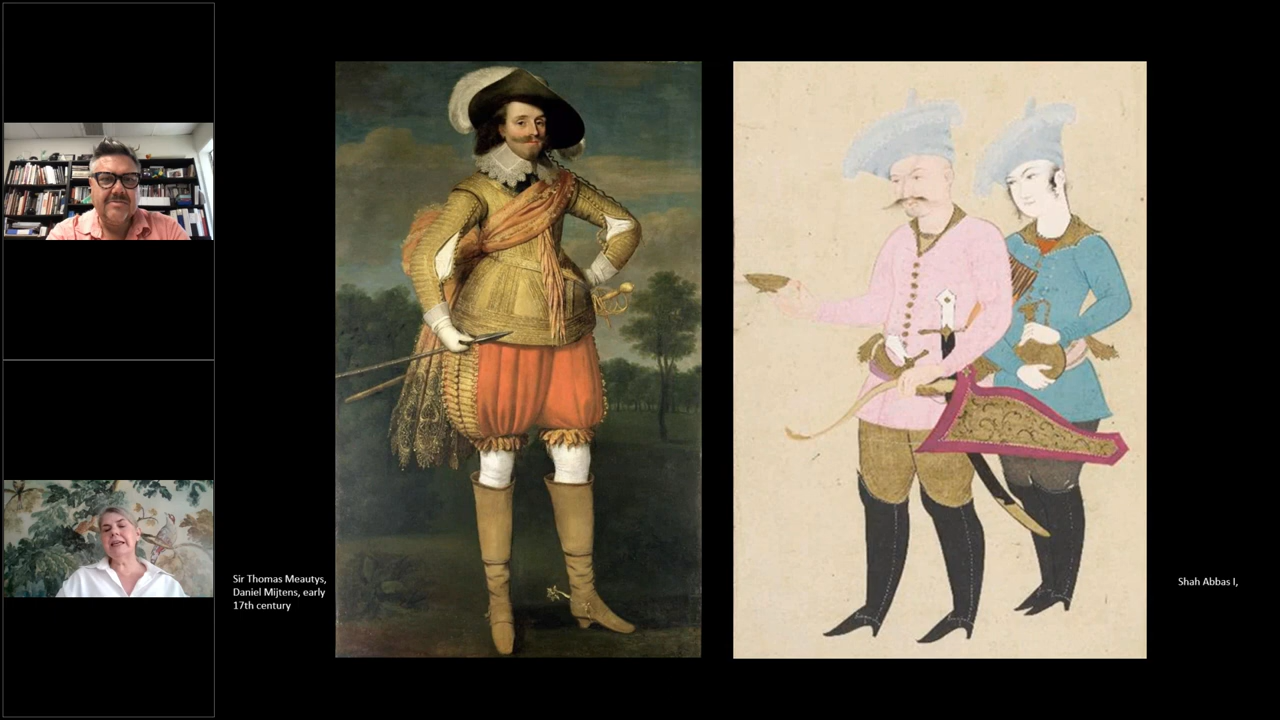 Sir Thomas Meautys,
Daniel Mijtens, early
17th century
Shah Abbas I,